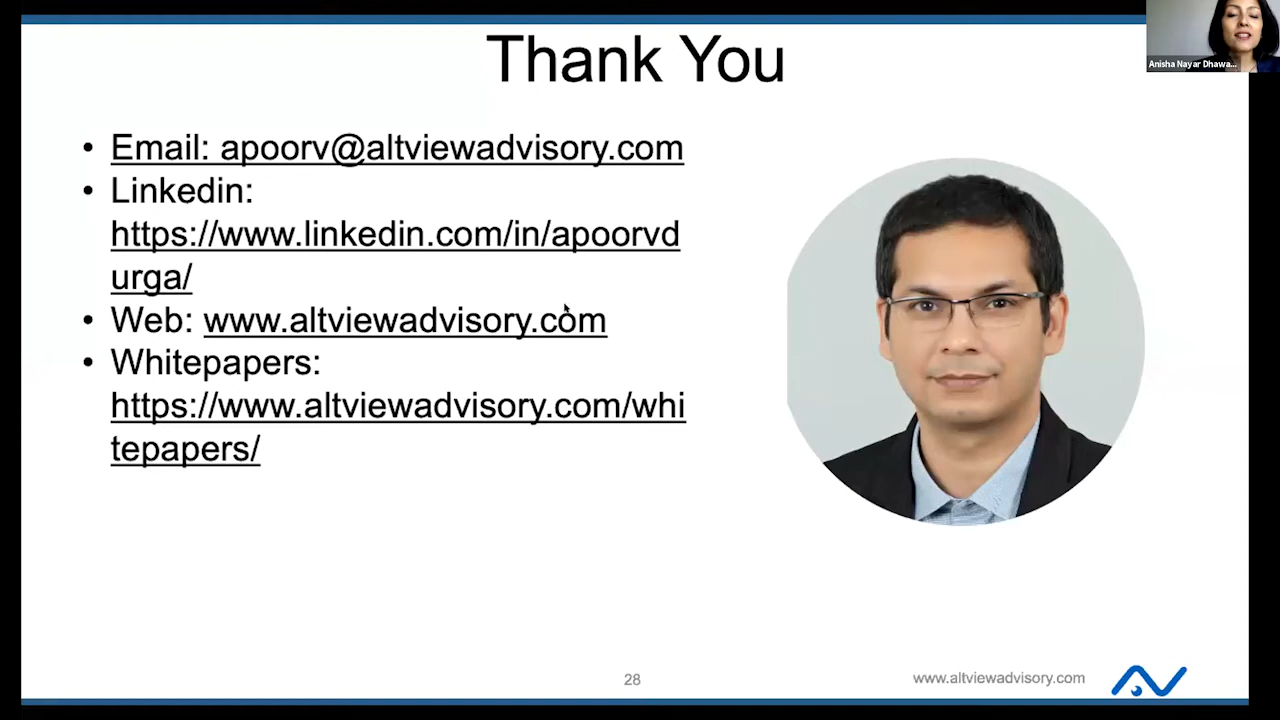 Thank You
Anisha Nayar Dhawa...
• Email: apoorv@altviewadvisory.com
• Linkedin:
https://www.linkedin.com/in/apoorvd
urga/
• Web: www.altviewadvisory.com
• Whitepapers:
https://www.altviewadvisory.com/whi
tepapers/
28
www.altviewadvisory.com